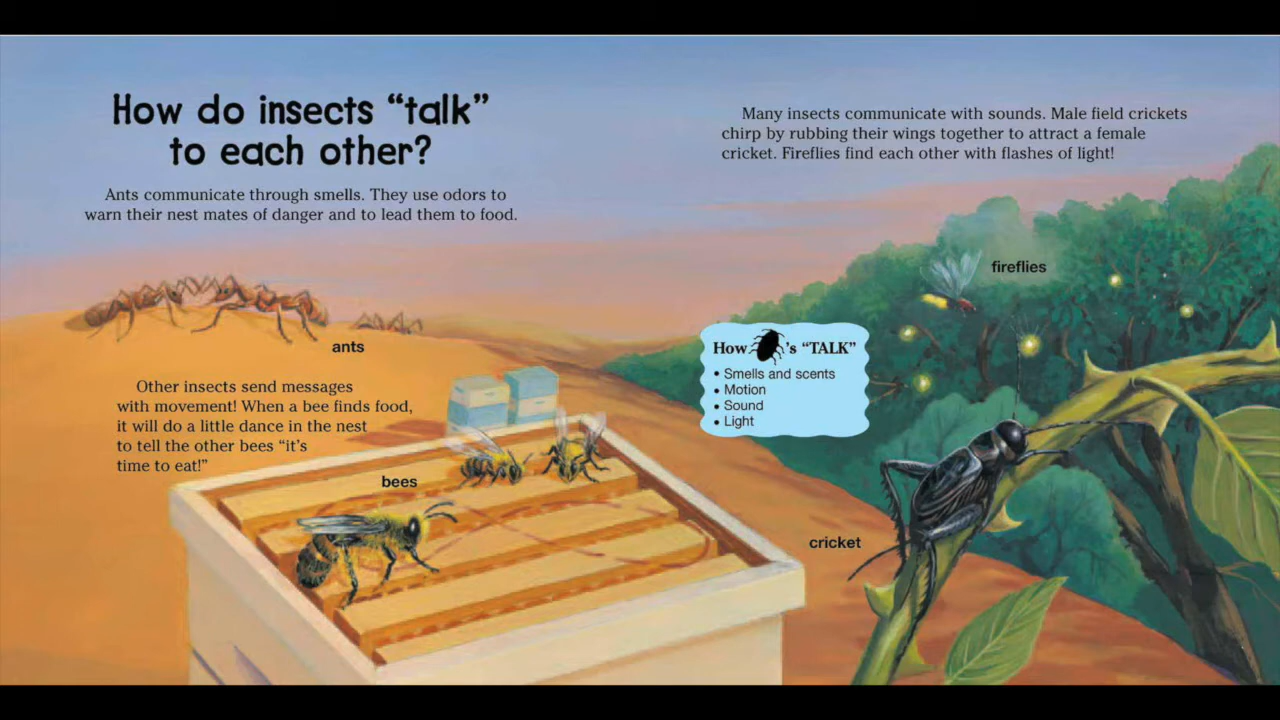 How do insects “talk”
to each other?
Ants communicate through smells. They use odors to
warn their nest mates of danger and to lead them to food.
ants
Other insects send messages
with movement! When a bee finds food,
it will do a little dance in the nest
to tell the other bees “it's
time to eat!”
bees
Many insects communicate with sounds. Male field crickets
chirp by rubbing their wings together to attract a female
cricket. Fireflies find each other with flashes of light!
fireflies
How 's “TALK”
• Smells and scents
• Motion
• Sound
• Light
cricket